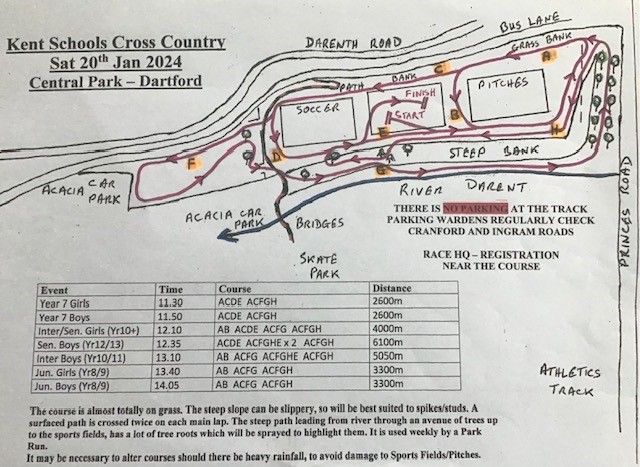 Kent Schools Cross Country
Sat 20th Jan 2024
Central Park – Dartford
BUS LANE
DARENTH ROAD
GRASS BANK
A
C
BANK
PATH
PITCHES
FINISH
SOCCER
START
B
E
H
D
STEEP BANK
F
G
ACACIA CAR PARK
RIVER DARENT
ACACIA CAR PARK
BRIDGES
SKATE PARK
PRINCES ROAD
THERE IS NO PARKING AT THE TRACK
PARKING WARDENS REGULARLY CHECK
CRANFORD AND INGRAM ROADS
RACE HQ – REGISTRATION
NEAR THE COURSE
ATHLETICS TRACK
Event Time Course Distance
Year 7 Girls 11.30 ACDE ACFGH 2600m
Year 7 Boys 11.50 ACDE ACFGH 2600m
Inter/Sen. Girls (Yr10+) 12.10 AB ACDE ACFG ACFGH 4000m
Sen. Boys (Yr12/13) 12.35 ACDE ACFGHE x 2 ACFGH 6100m
Inter Boys (Yr10/11) 13.10 AB ACFG ACFGHE ACFGH 5050m
Jun. Girls (Yr8/9) 13.40 AB ACFG ACFGH 3300m
Jun. Boys (Yr8/9) 14.05 AB ACFG ACFGH 3300m
The course is almost totally on grass. The steep slope can be slippery, so will be best suited to spikes/studs. A
surfaced path is crossed twice on each main lap. The steep path leading from river through an avenue of trees up
to the sports fields, has a lot of tree roots which will be sprayed to highlight them. It is used weekly by a Park
Run.
It may be necessary to alter courses should there be heavy rainfall, to avoid damage to Sports Fields/Pitches.